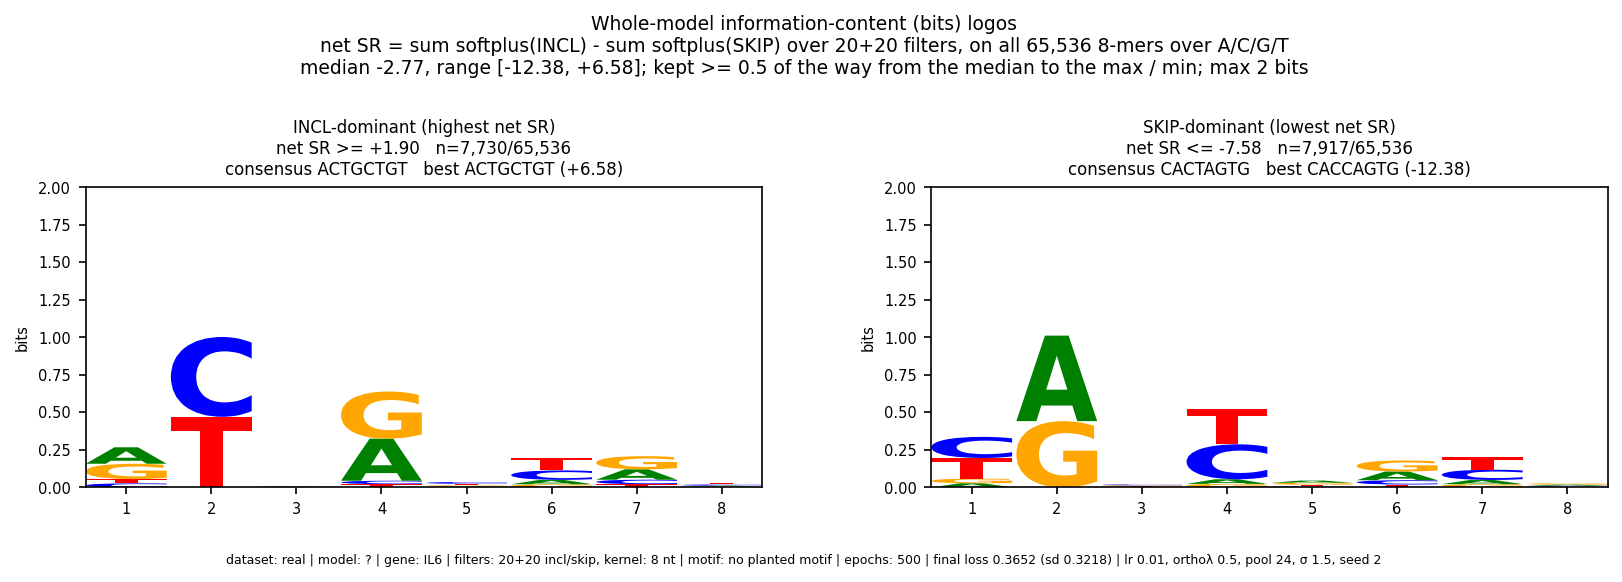 Whole-model information-content (bits) logos
net SR = sum softplus(INCL) - sum softplus(SKIP) over 20+20 filters, on all 65,536 8-mers over A/C/G/T
median -2.77, range [-12.38, +6.58]; kept >= 0.5 of the way from the median to the max / min; max 2 bits
INCL-dominant (highest net SR)
net SR >= +1.90   n=7,730/65,536
consensus ACTGCTGT   best ACTGCTGT (+6.58)
2.00
1.75
1.50
1.25
1.00
0.75
0.50
0.25
0.00
bits
1 2 3 4 5 6 7 8
SKIP-dominant (lowest net SR)
net SR <= -7.58   n=7,917/65,536
consensus CACTAGTG   best CACCAGTG (-12.38)
2.00
1.75
1.50
1.25
1.00
0.75
0.50
0.25
0.00
bits
1 2 3 4 5 6 7 8
dataset: real | model: ? | gene: IL6 | filters: 20+20 incl/skip, kernel: 8 nt | motif: no planted motif | epochs: 500 | final loss 0.3652 (sd 0.3218) | lr 0.01, orthoλ 0.5, pool 24, σ 1.5, seed 2